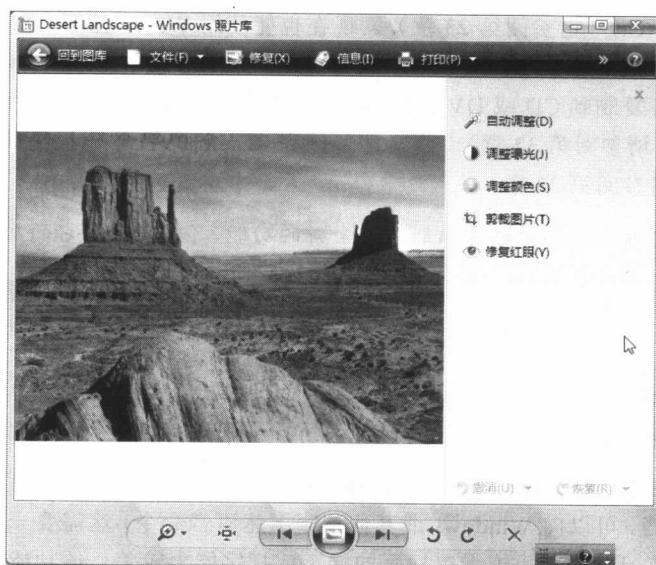 Desert Landscape - Windows 照片库
回到图库 文件(F) 修复(X) 信息(I) 打印(P) »
自动调整(D)
调整曝光(J)
调整颜色(S)
剪裁图片(T)
修复红眼(Y)
撤消(U) 恢复(R)